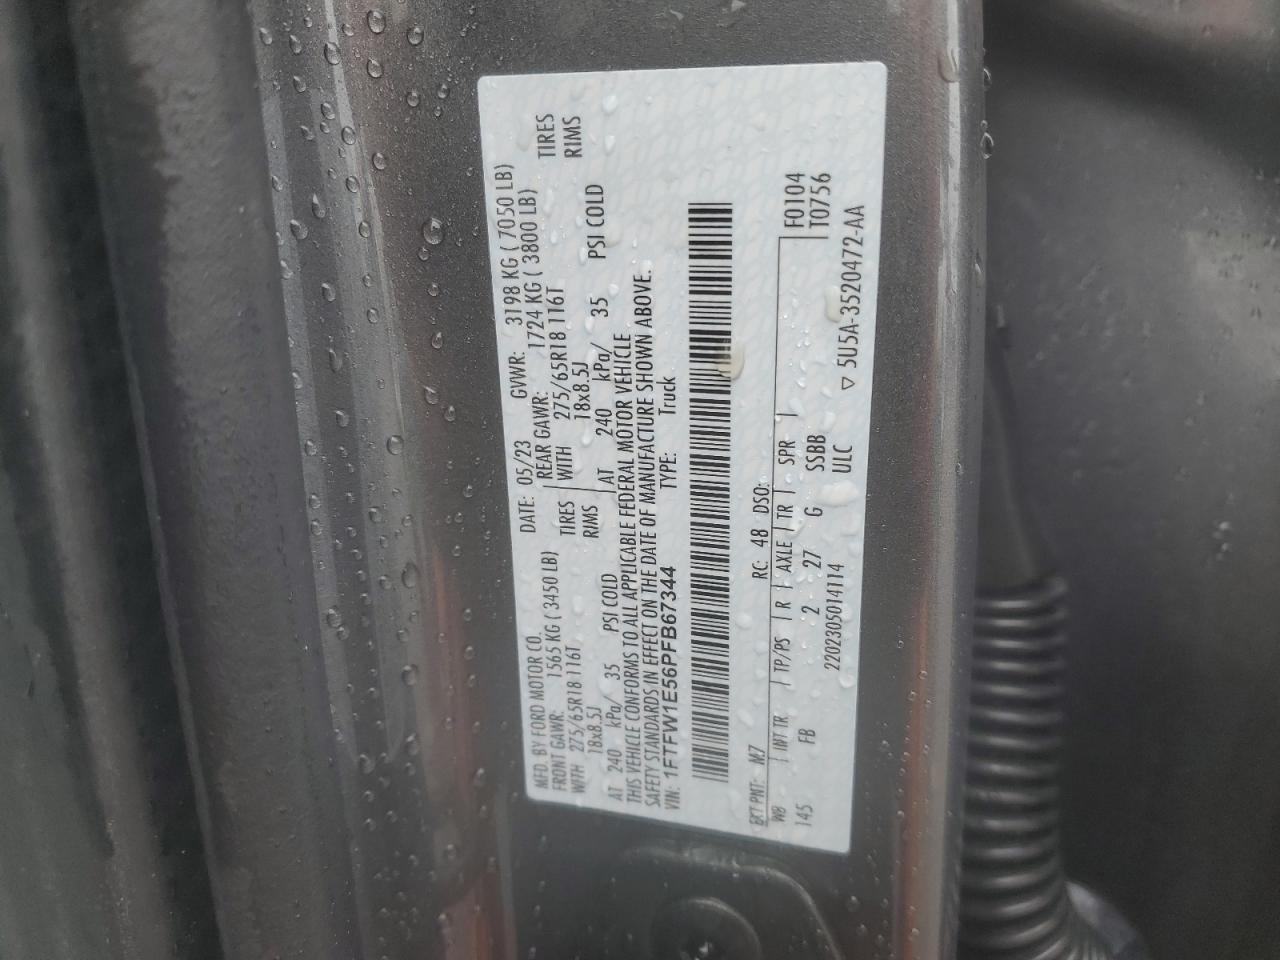 MFD. BY FORD MOTOR CO.
DATE: 05/23 GVWR: 3198 KG ( 7050 LB)
FRONT GAWR: 1565 KG ( 3450 LB)
REAR GAWR: 1724 KG ( 3800 LB)
WITH 275/65R18 116T TIRES
WITH 275/65R18 116T TIRES
18x8.5J RIMS
18x8.5J RIMS
AT 240 kPa/ 35 PSI COLD
AT 240 kPa/ 35 PSI COLD
THIS VEHICLE CONFORMS TO ALL APPLICABLE FEDERAL MOTOR VEHICLE
SAFETY STANDARDS IN EFFECT ON THE DATE OF MANUFACTURE SHOWN ABOVE.
VIN: 1FTFW1E56PFB67344 TYPE: Truck
EXT PNT: M7 RC: 48 DSO: F0104
WB INT TR TP/PS R AXLE TR SPR T0756
145 FB 2 27 G SSBB
2202305014114 ULC ▽ 5U5A-3520472-AA